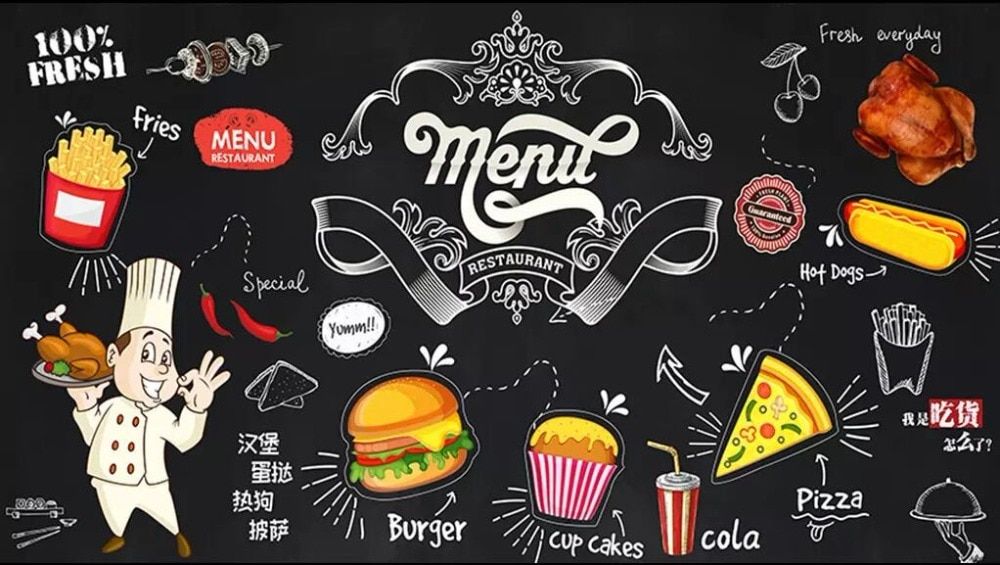 100%
FRESH
Fresh everyday
fries
MENU
RESTAURANT
Menu
RESTAURANT
Guaranteed
Hot Dogs
Special
Yumm!!
我是吃货
怎么了?
汉堡
蛋挞
热狗
披萨
Burger
cup cakes
cola
Pizza